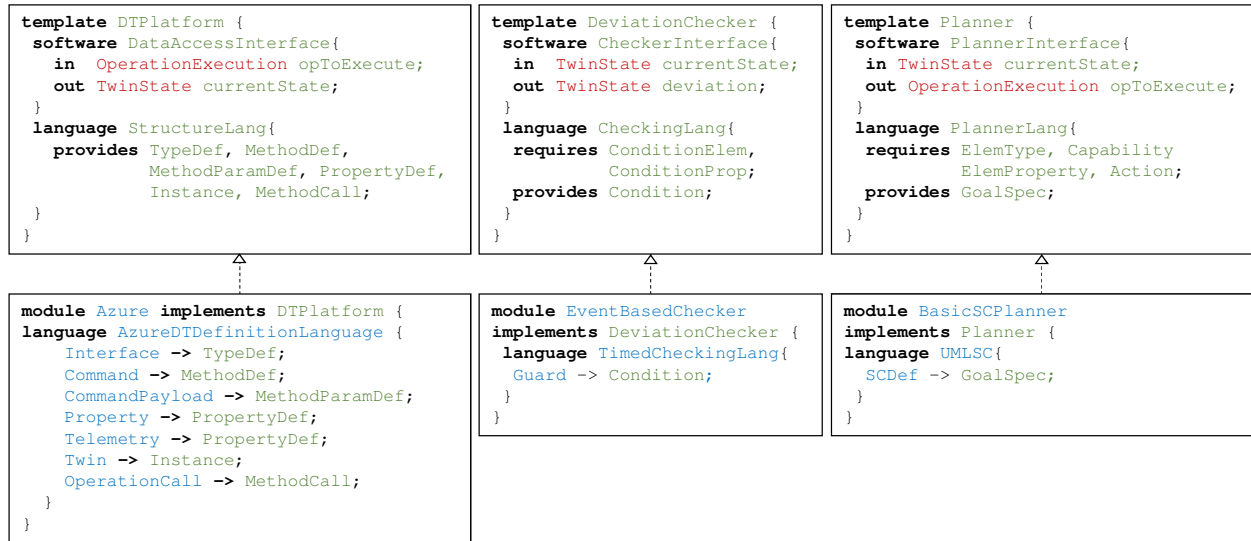 template DTPlatform {
software DataAccessInterface{
in OperationExecution opToExecute;
out TwinState currentState;
}
language StructureLang{
provides TypeDef, MethodDef,
MethodParamDef, PropertyDef,
Instance, MethodCall;
}
}
template DeviationChecker {
software CheckerInterface{
in TwinState currentState;
out TwinState deviation;
}
language CheckingLang{
requires ConditionElem,
ConditionProp;
provides Condition;
}
}
template Planner {
software PlannerInterface{
in TwinState currentState;
out OperationExecution opToExecute;
}
language PlannerLang{
requires ElemType, Capability
ElemProperty, Action;
provides GoalSpec;
}
}
module Azure implements DTPlatform {
language AzureDTDefinitionLanguage {
Interface –> TypeDef;
Command –> MethodDef;
CommandPayload –> MethodParamDef;
Property –> PropertyDef;
Telemetry –> PropertyDef;
Twin –> Instance;
OperationCall –> MethodCall;
}
}
module EventBasedChecker
implements DeviationChecker {
language TimedCheckingLang{
Guard –> Condition;
}
}
module BasicSCPlanner
implements Planner {
language UMLSC{
SCDef –> GoalSpec;
}
}